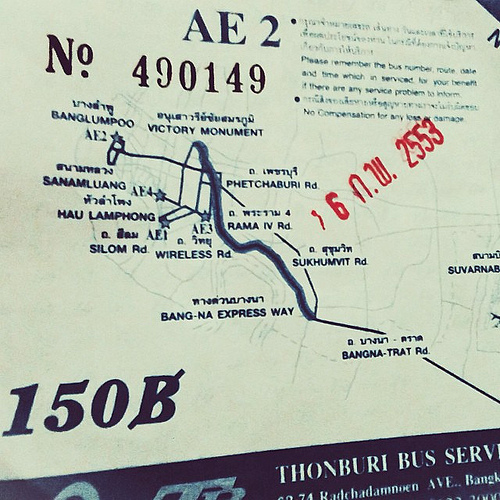 AE 2
Nº 490149
Please remember the bus number, route, date
and time which in serviced, for your benefit
if there are any service problem to inform.
No Compensation for any loss or damage.
6 ก.พ. 2553
บางลำพู
BANGLUMPOO
AE2
อนุสาวรีย์ชัยสมรภูมิ
VICTORY MONUMENT
สนามหลวง
SANAMLUANG
AE4
ถ. เพชรบุรี
PHETCHABURI Rd.
หัวลำโพง
HAU LAMPHONG
ถ. พระราม 4
RAMA IV Rd.
ถ. สีลม
SILOM Rd.
AE1
ถ. วิทยุ
WIRELESS Rd.
AE3
ถ. สุขุมวิท
SUKHUMVIT Rd.
SUVARNAB
ทางด่วนบางนา
BANG-NA EXPRESS WAY
ถ. บางนา - ตราด
BANGNA-TRAT Rd.
150฿
THONBURI BUS SERV
Radchadamnoen AVE., Bang